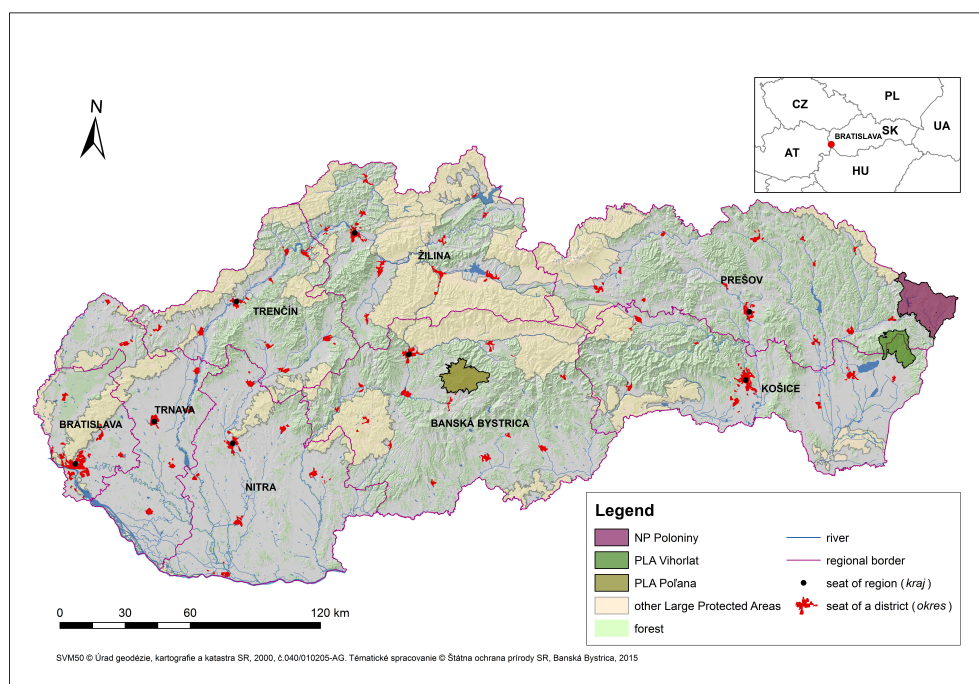 N
CZ
PL
UA
BRATISLAVA
SK
AT
HU
ŽILINA
PREŠOV
TRENČÍN
KOŠICE
TRNAVA
BRATISLAVA
BANSKÁ BYSTRICA
NITRA
Legend
NP Poloniny
river
PLA Vihorlat
regional border
PLA Poľana
seat of region (kraj)
other Large Protected Areas
seat of a district (okres)
forest
0 30 60 120 km
SVM50 © Úrad geodézie, kartografie a katastra SR, 2000, č.040/010205-AG. Tématické spracovanie © Štátna ochrana prírody SR, Banská Bystrica, 2015